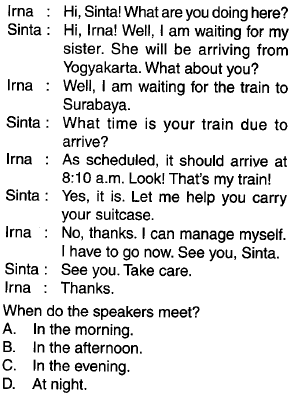 Irna : Hi, Sinta! What are you doing here?
Sinta : Hi, Irna! Well, I am waiting for my
sister. She will be arriving from
Yogyakarta. What about you?
Irna : Well, I am waiting for the train to
Surabaya.
Sinta : What time is your train due to
arrive?
Irna : As scheduled, it should arrive at
8:10 a.m. Look! That's my train!
Sinta : Yes, it is. Let me help you carry
your suitcase.
Irna : No, thanks. I can manage myself.
I have to go now. See you, Sinta.
Sinta : See you. Take care.
Irna : Thanks.
When do the speakers meet?
A. In the morning.
B. In the afternoon.
C. In the evening.
D. At night.